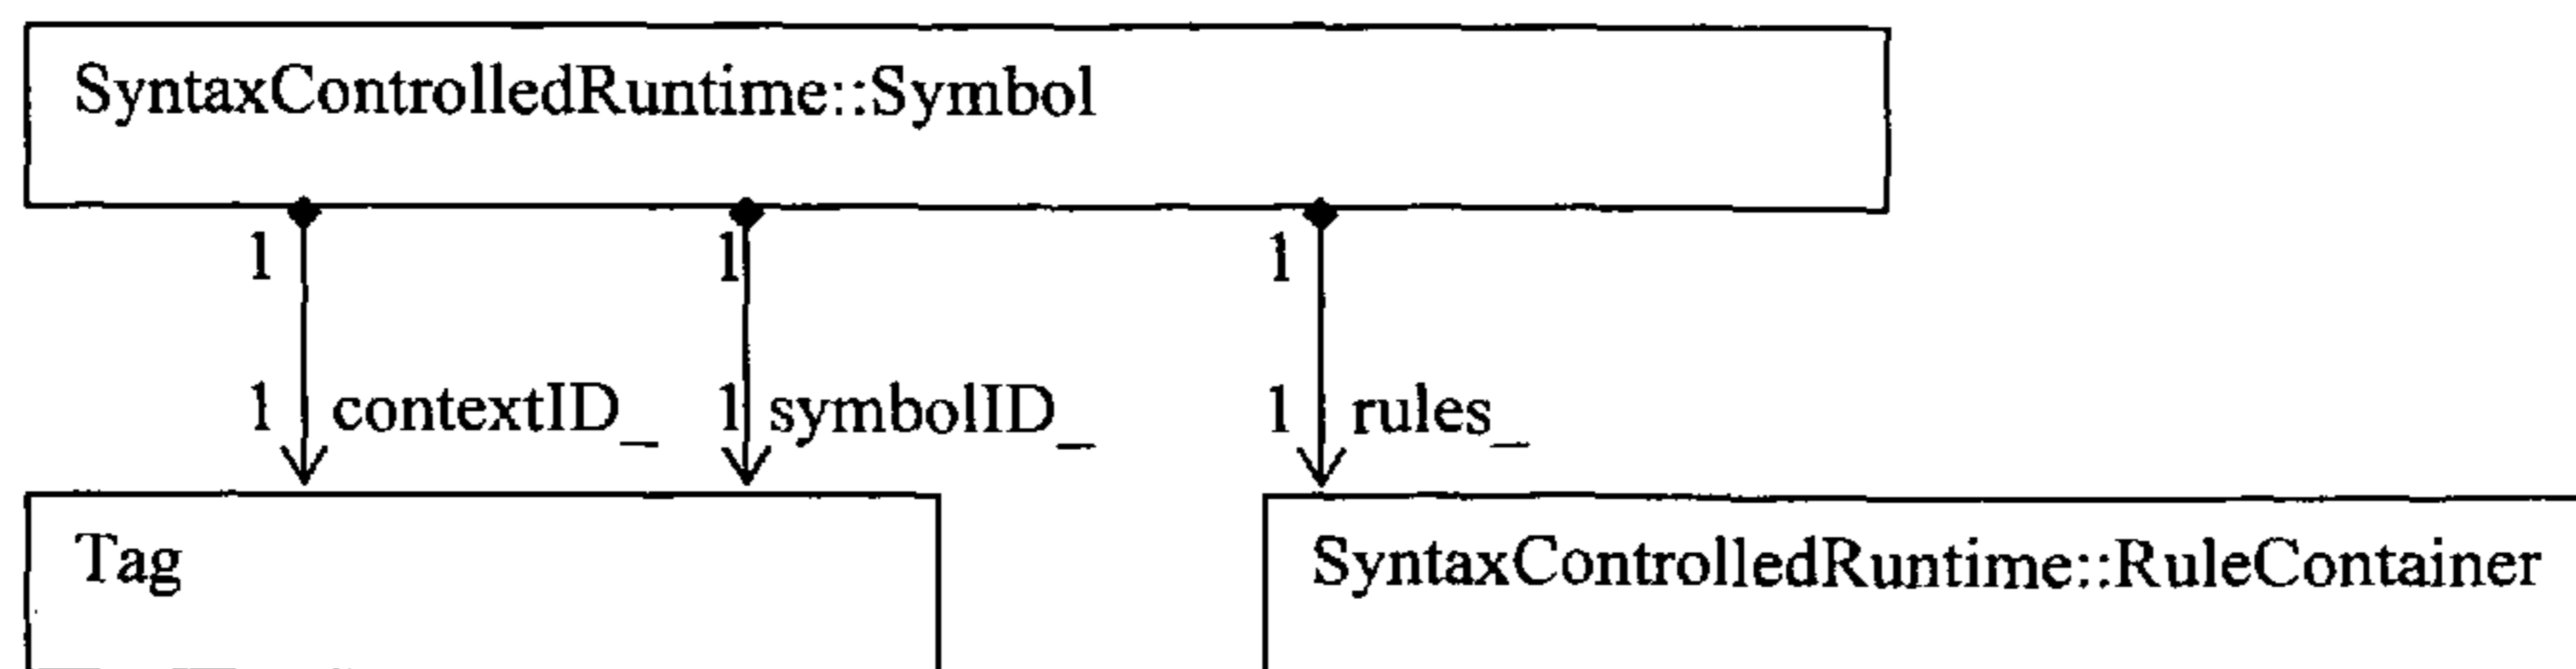 SyntaxControlledRuntime::Symbol
1 1 1
1 contextID_ 1 symbolID_ 1 rules_
Tag SyntaxControlledRuntime::RuleContainer